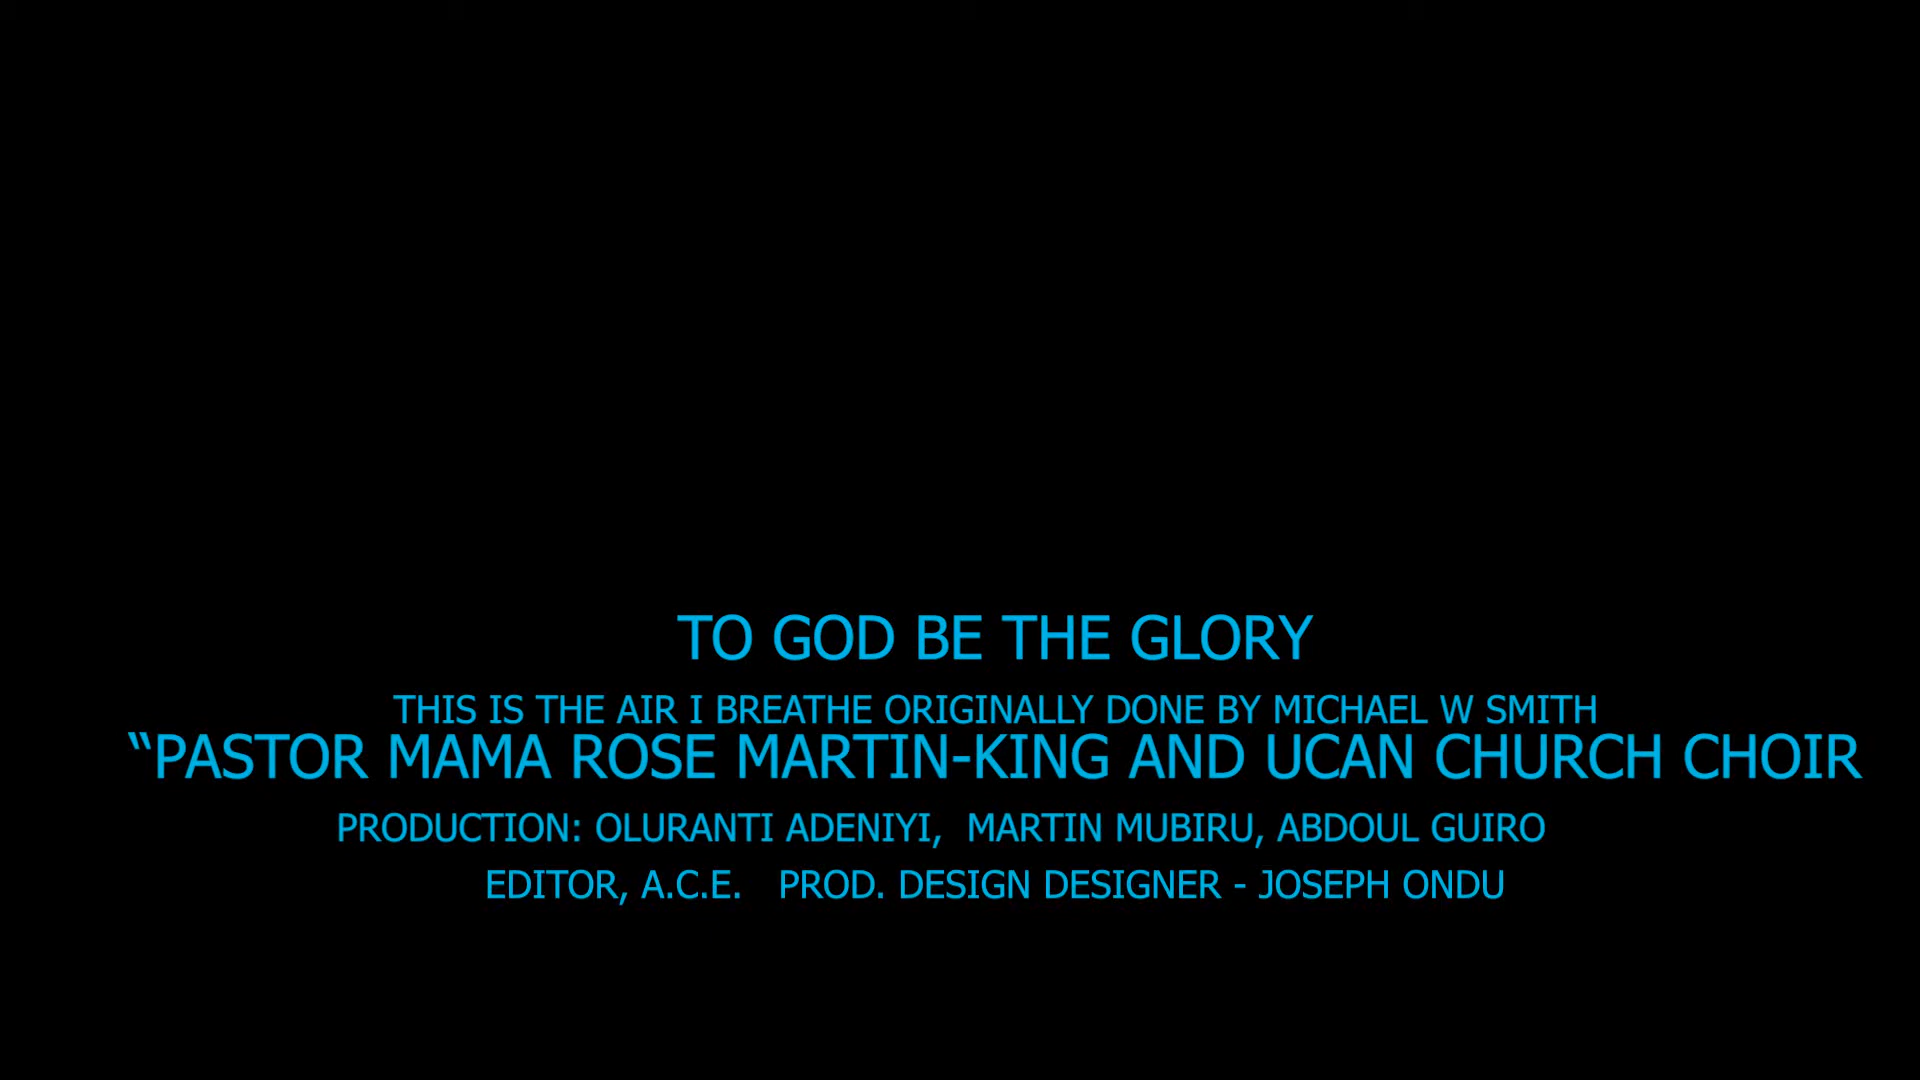 TO GOD BE THE GLORY
THIS IS THE AIR I BREATHE ORIGINALLY DONE BY MICHAEL W SMITH
“PASTOR MAMA ROSE MARTIN-KING AND UCAN CHURCH CHOIR
PRODUCTION: OLURANTI ADENIYI,  MARTIN MUBIRU, ABDOUL GUIRO
EDITOR, A.C.E.   PROD. DESIGN DESIGNER - JOSEPH ONDU